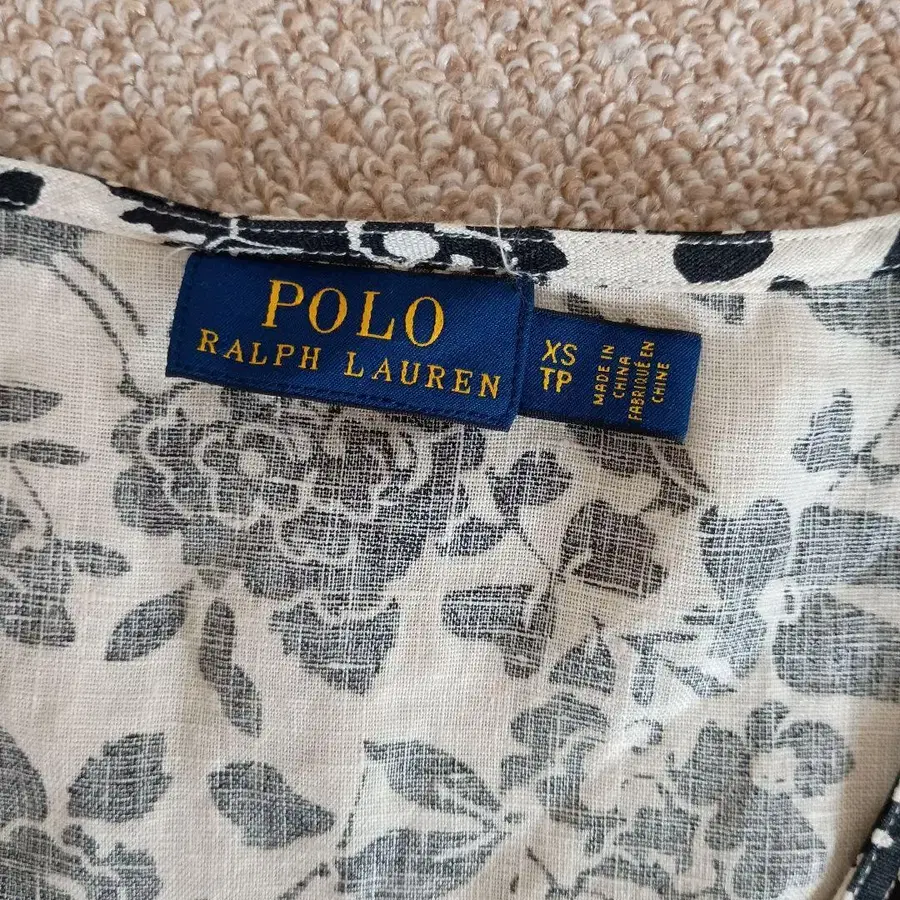 POLO
RALPH LAUREN
XS
TP
MADE IN
CHINA
FABRIQUÉ EN
CHINE